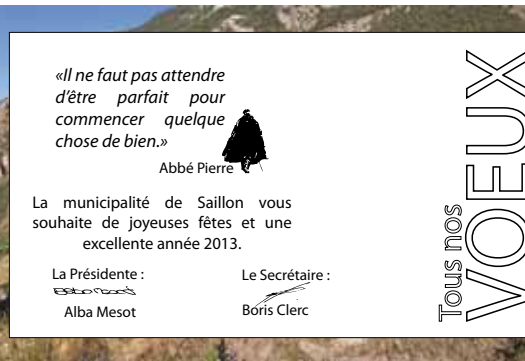 «Il ne faut pas attendre
d'être parfait pour
commencer quelque
chose de bien.»
Abbé Pierre
La municipalité de Saillon vous
souhaite de joyeuses fêtes et une
excellente année 2013.
La Présidente :
Alba Mesot
Le Secrétaire :
Boris Clerc
Tous nos
VOEUX